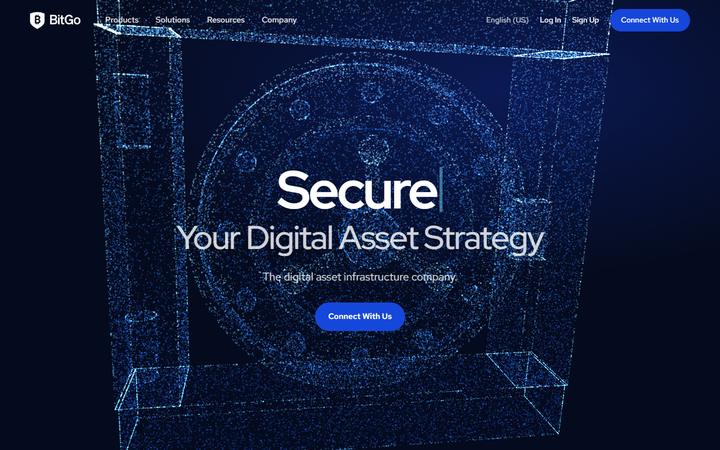 BitGo Products Solutions Resources Company English (US) Log In Sign Up Connect With Us
Secure
Your Digital Asset Strategy
The digital asset infrastructure company.
Connect With Us